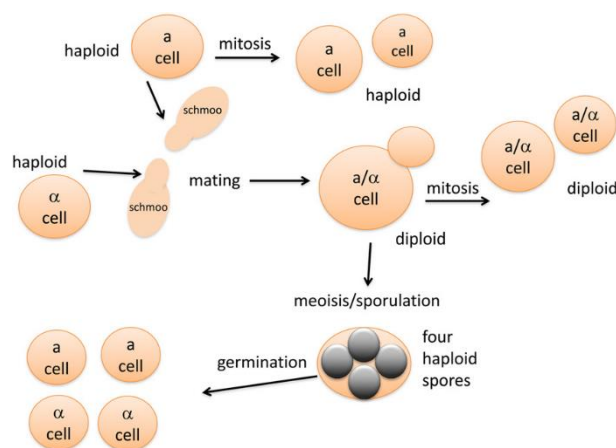 haploid
a
cell
mitosis
a
cell
a
cell
haploid
schmoo
haploid
α
cell
schmoo
mating
a/α
cell
mitosis
a/α
cell
a/α
cell
diploid
diploid
meoisis/sporulation
four
haploid
spores
germination
a
cell
a
cell
α
cell
α
cell